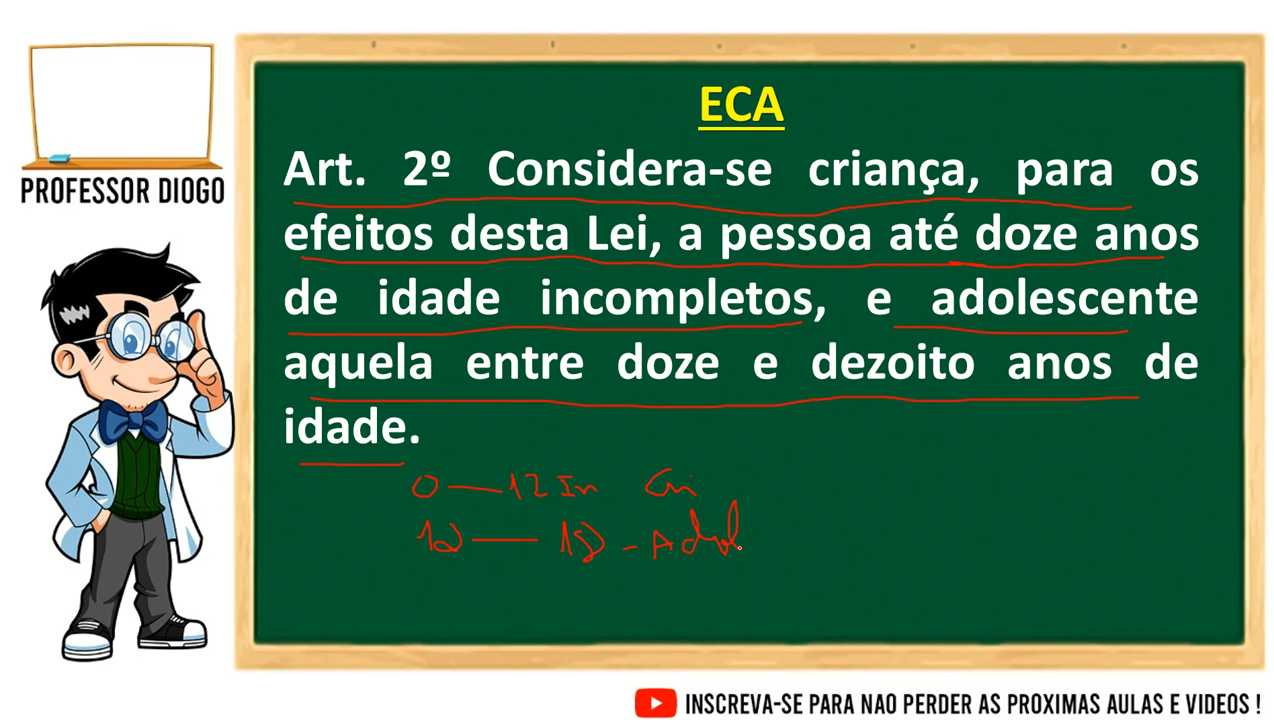 ECA
Art. 2º Considera-se criança, para os
efeitos desta Lei, a pessoa até doze anos
de idade incompletos, e adolescente
aquela entre doze e dezoito anos de
idade.
0 — 12 In Cri
12 — 18 - Adol
PROFESSOR DIOGO
INSCREVA-SE PARA NAO PERDER AS PROXIMAS AULAS E VIDEOS !